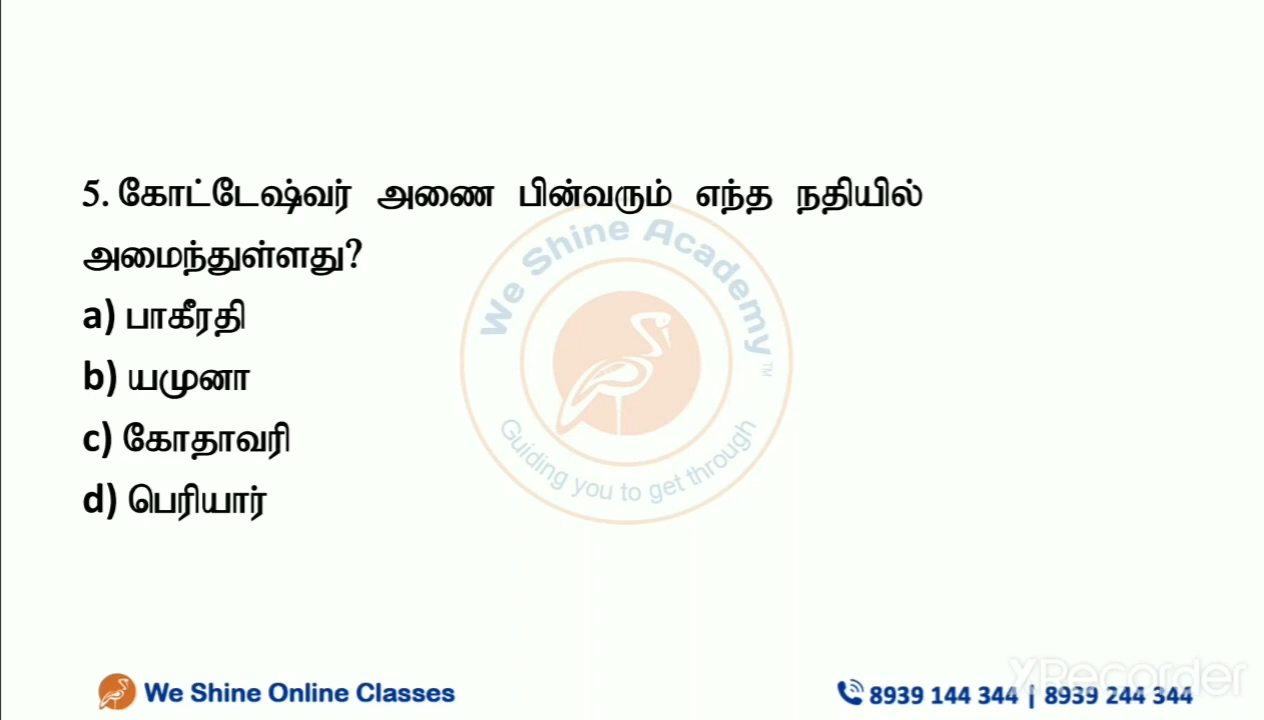 5. கோட்டேஷ்வர் அணை பின்வரும் எந்த நதியில்
அமைந்துள்ளது?
a) பாகீரதி
b) யமுனா
c) கோதாவரி
d) பெரியார்
We Shine Academy
TM
Guiding you to get through
We Shine Online Classes
8939 144 344 | 8939 244 344
XRecorder